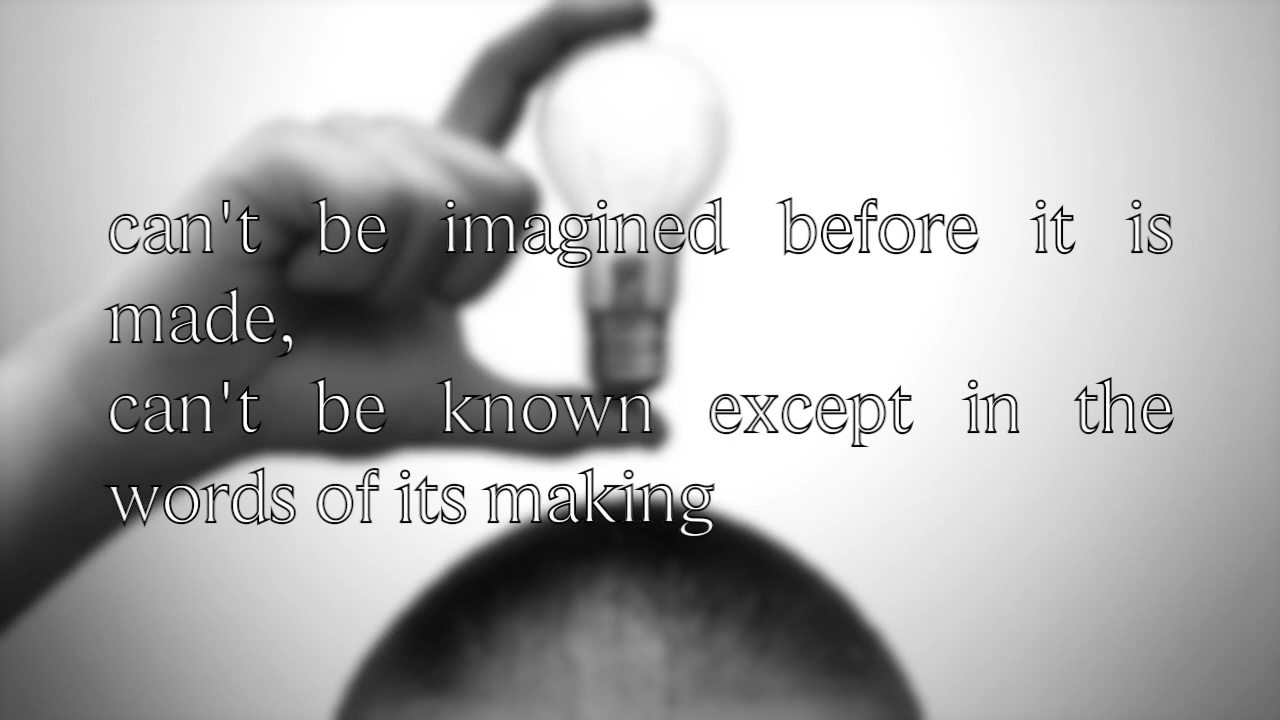 can't be imagined before it is
made,
can't be known except in the
words of its making